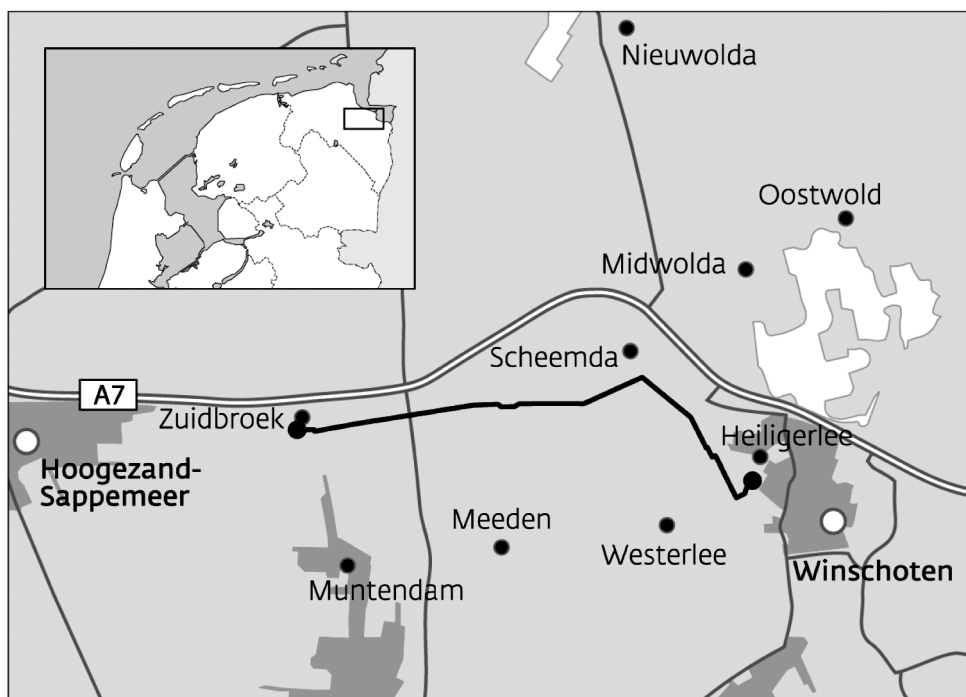 Nieuwolda
Oostwold
Midwolda
Scheemda
A7
Zuidbroek
Heiligerlee
Hoogezand-
Sappemeer
Meeden
Westerlee
Winschoten
Muntendam